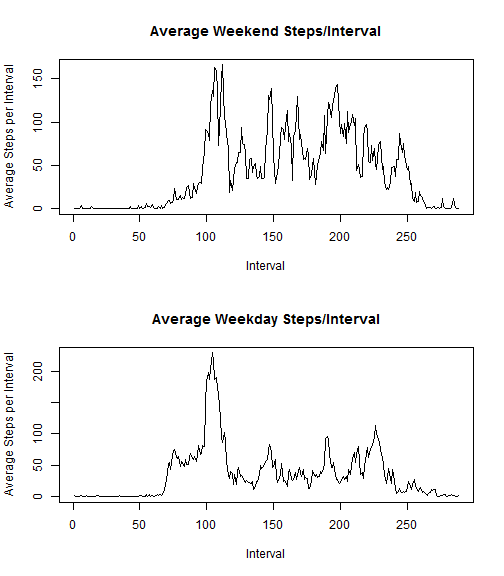 Average Weekend Steps/Interval
Average Steps per Interval
150
100
50
0
0 50 100 150 200 250
Interval
Average Weekday Steps/Interval
Average Steps per Interval
200
100
50
0
0 50 100 150 200 250
Interval